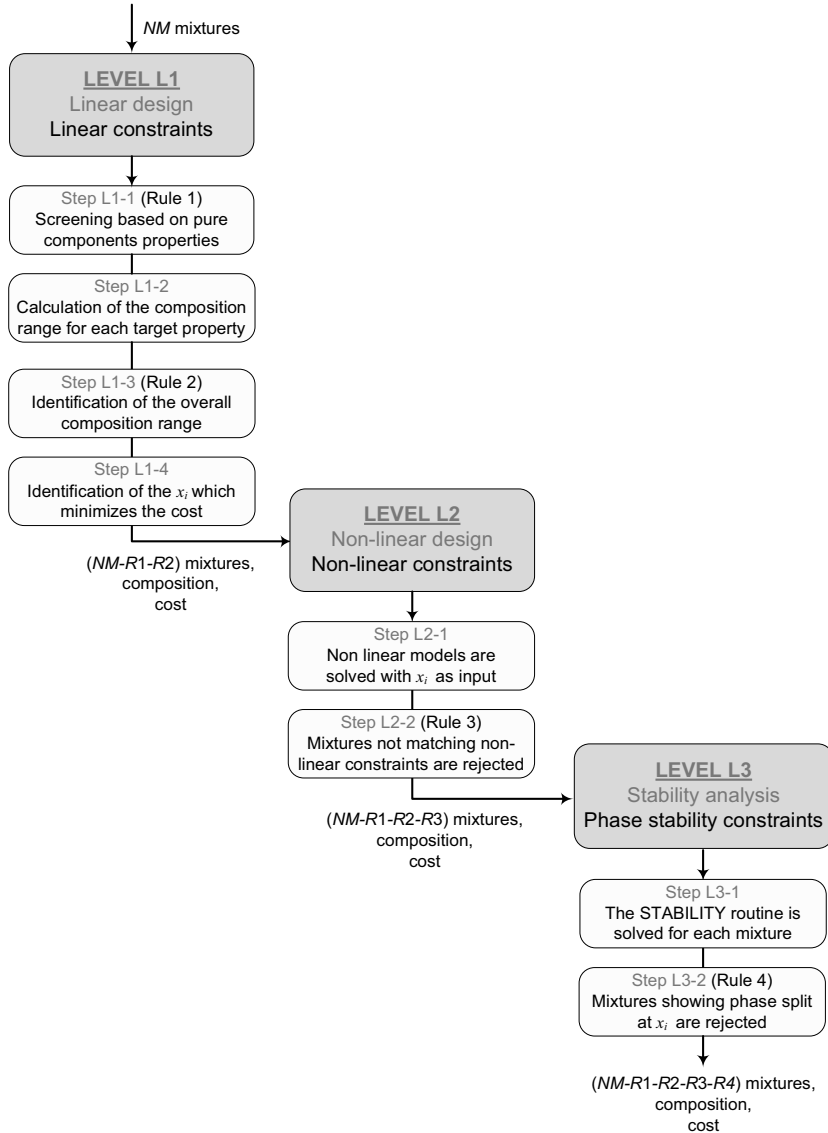 NM mixtures
LEVEL L1
Linear design
Linear constraints
Step L1-1 (Rule 1)
Screening based on pure
components properties
Step L1-2
Calculation of the composition
range for each target property
Step L1-3 (Rule 2)
Identification of the overall
composition range
Step L1-4
Identification of the xi which
minimizes the cost
(NM-R1-R2) mixtures,
composition,
cost
LEVEL L2
Non-linear design
Non-linear constraints
Step L2-1
Non linear models are
solved with xi as input
Step L2-2 (Rule 3)
Mixtures not matching non-
linear constraints are rejected
(NM-R1-R2-R3) mixtures,
composition,
cost
LEVEL L3
Stability analysis
Phase stability constraints
Step L3-1
The STABILITY routine is
solved for each mixture
Step L3-2 (Rule 4)
Mixtures showing phase split
at xi are rejected
(NM-R1-R2-R3-R4) mixtures,
composition,
cost